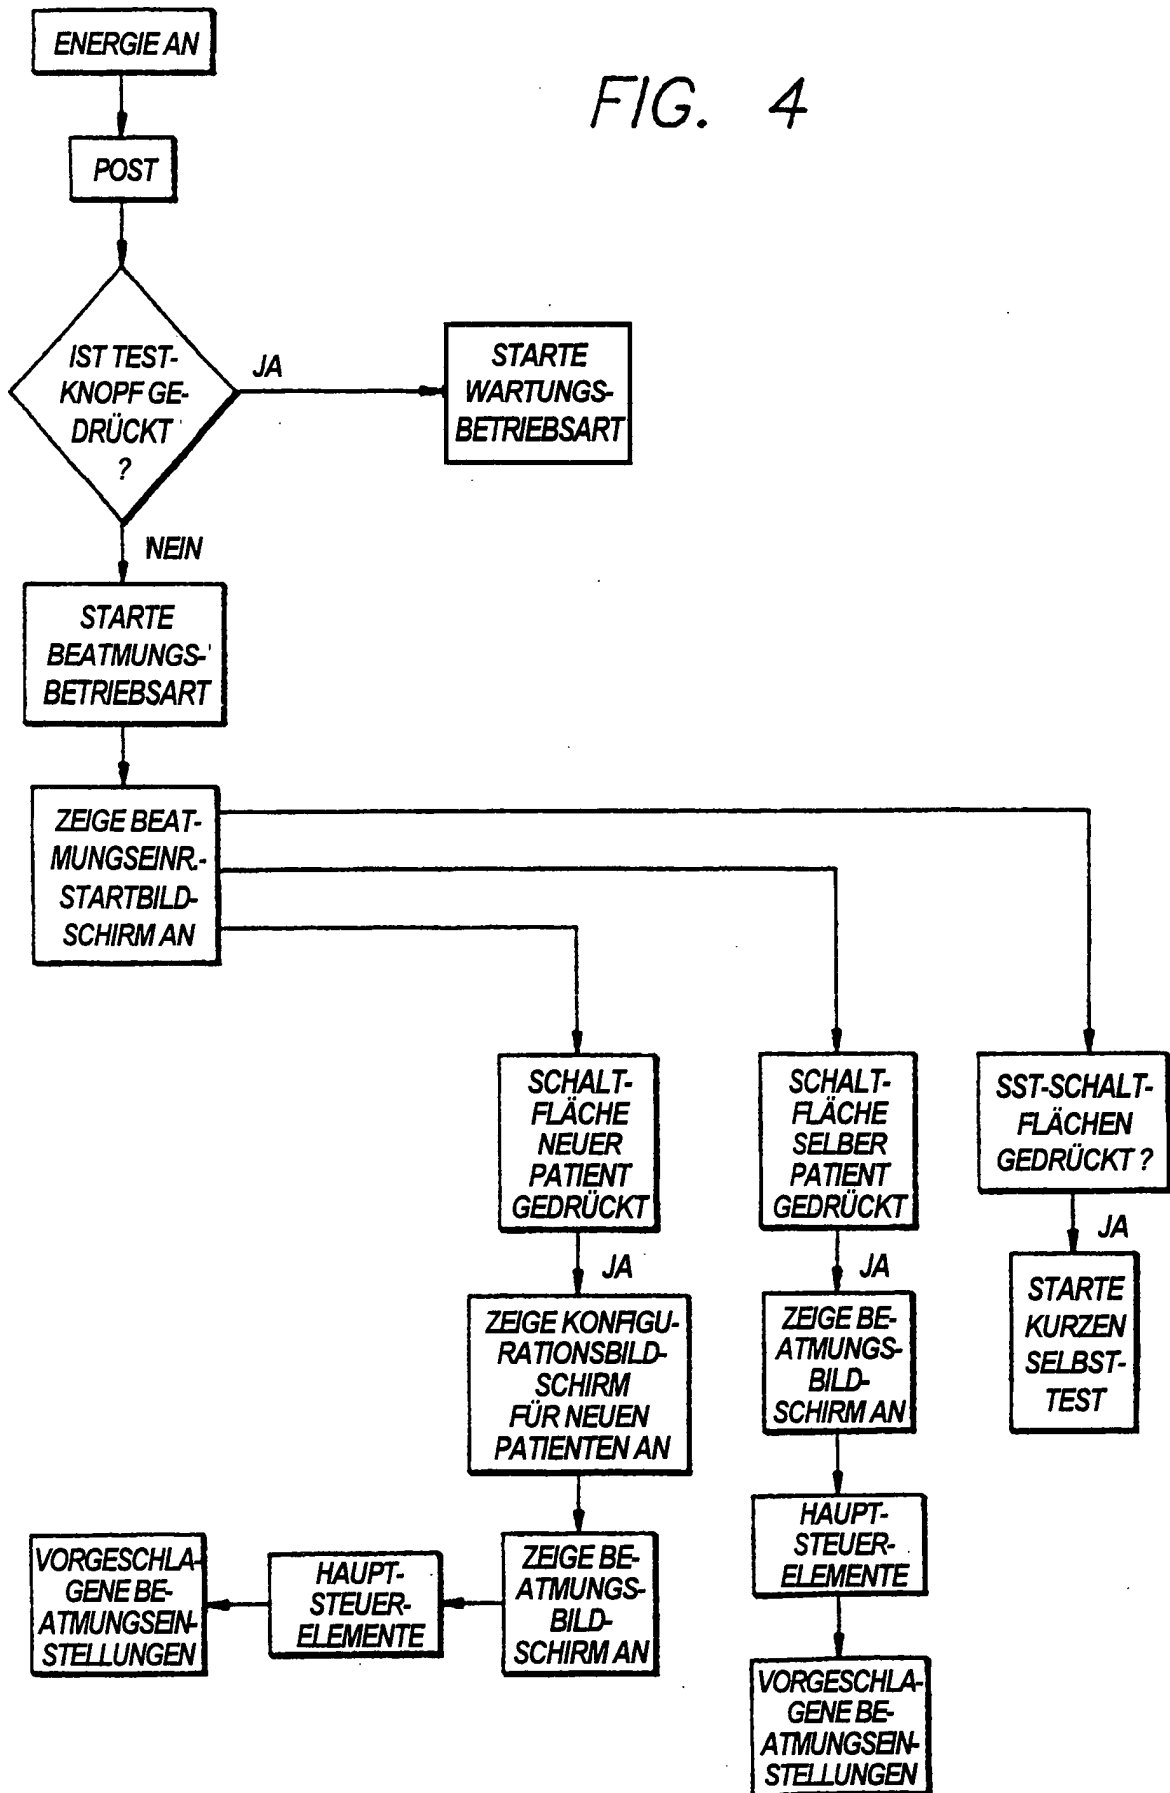 ENERGIE AN
FIG. 4
POST
IST TEST-
KNOPF GE-
DRÜCKT
?
JA
STARTE
WARTUNGS-
BETRIEBSART
NEIN
STARTE
BEATMUNGS-
BETRIEBSART
ZEIGE BEAT-
MUNGSEINR.-
STARTBILD-
SCHIRM AN
SCHALT-
FLÄCHE
NEUER
PATIENT
GEDRÜCKT
JA
ZEIGE KONFIGU-
RATIONSBILD-
SCHIRM
FÜR NEUEN
PATIENTEN AN
ZEIGE BE-
ATMUNGS-
BILD-
SCHIRM AN
HAUPT-
STEUER-
ELEMENTE
VORGESCHLA-
GENE BE-
ATMUNGSEIN-
STELLUNGEN
SCHALT-
FLÄCHE
SELBER
PATIENT
GEDRÜCKT
JA
ZEIGE BE-
ATMUNGS-
BILD-
SCHIRM AN
HAUPT-
STEUER-
ELEMENTE
VORGESCHLA-
GENE BE-
ATMUNGSEIN-
STELLUNGEN
SST-SCHALT-
FLÄCHEN
GEDRÜCKT ?
JA
STARTE
KURZEN
SELBST-
TEST